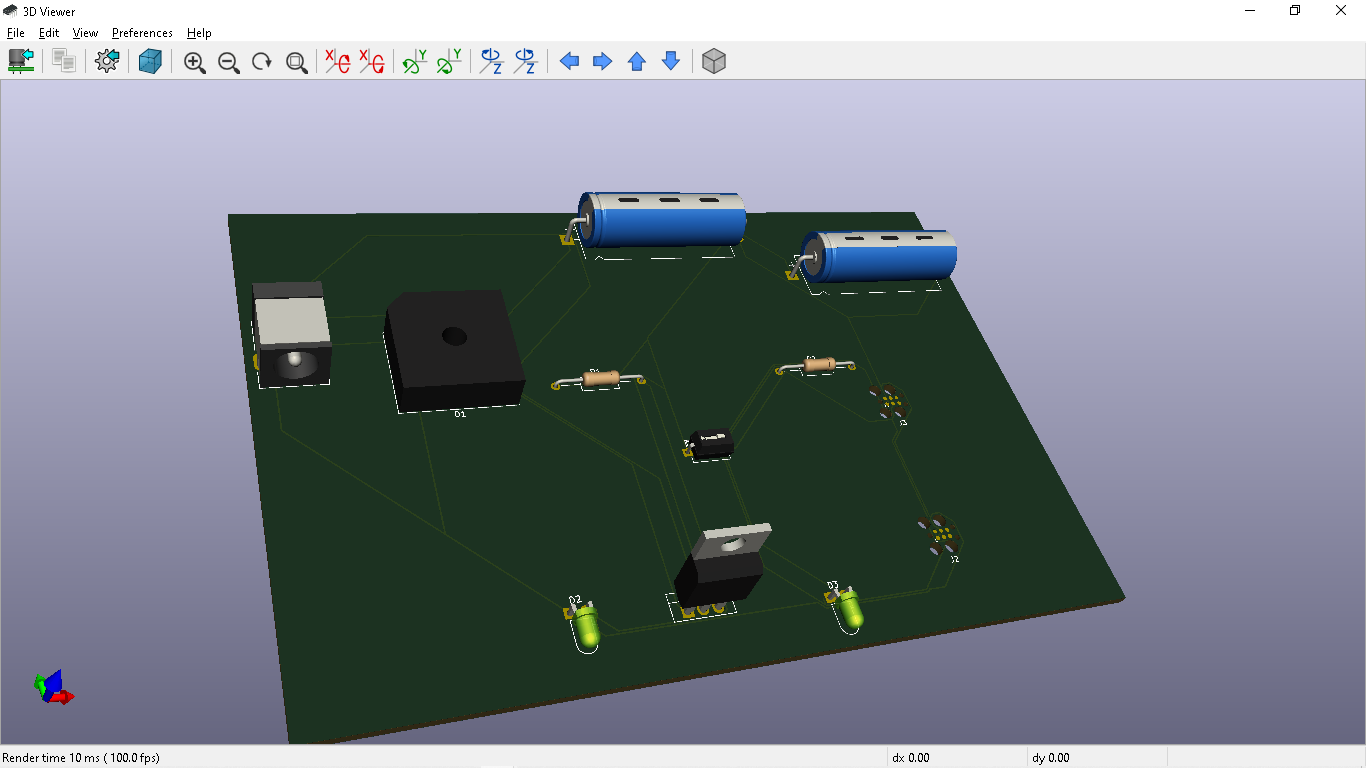 3D Viewer
File Edit View Preferences Help
D1
J2
D2
D3
Render time 10 ms ( 100.0 fps)
dx 0.00
dy 0.00